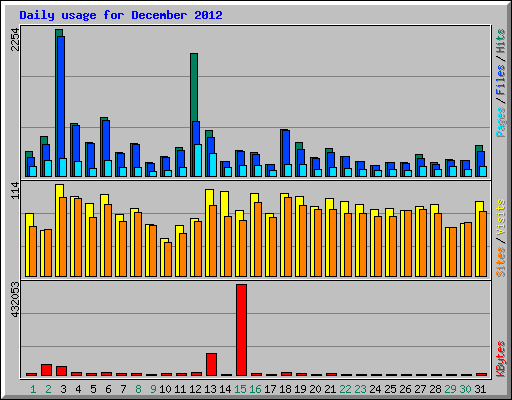 Daily usage for December 2012
2254
Pages/Files/Hits
114
Sites/Visits
432053
KBytes
1 2 3 4 5 6 7 8 9 10 11 12 13 14 15 16 17 18 19 20 21 22 23 24 25 26 27 28 29 30 31